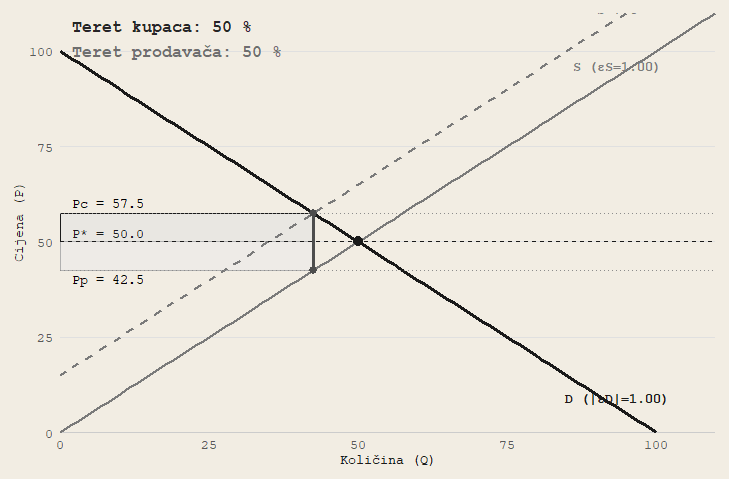 Teret kupaca: 50 %
Teret prodavača: 50 %
100
S (εS=1.00)
75
Pc = 57.5
P* = 50.0
50
Pp = 42.5
Cijena (P)
25
D (|εD|=1.00)
0
0 25 50 75 100
Količina (Q)